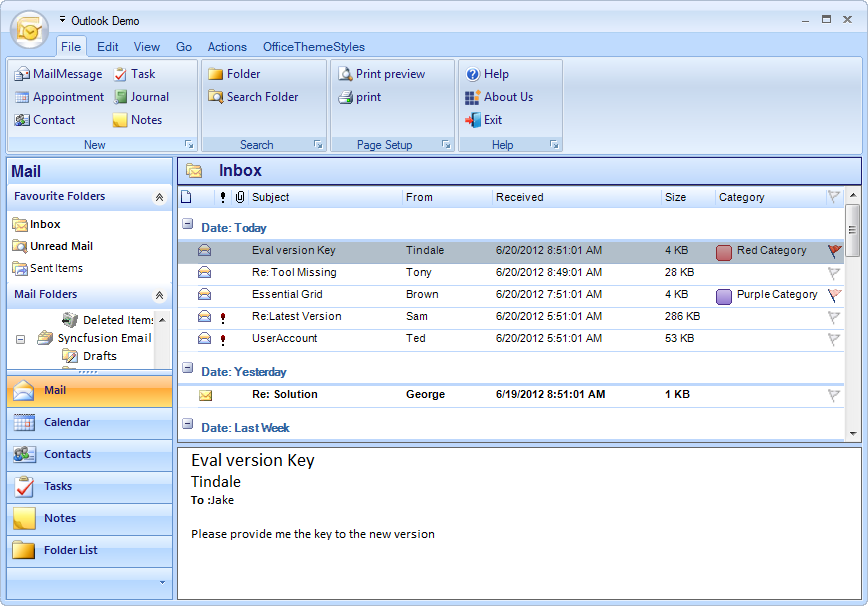 Outlook Demo
File Edit View Go Actions OfficeThemeStyles
MailMessage Task
Appointment Journal
Contact Notes
New
Folder
Search Folder
Search
Print preview
print
Page Setup
Help
About Us
Exit
Help
Mail
Favourite Folders
Inbox
Unread Mail
Sent Items
Mail Folders
Deleted Items
Syncfusion Email
Drafts
Mail
Calendar
Contacts
Tasks
Notes
Folder List
Inbox
Subject From Received Size Category
Date: Today
Eval version Key Tindale 6/20/2012 8:51:01 AM 4 KB Red Category
Re: Tool Missing Tony 6/20/2012 8:49:01 AM 28 KB
Essential Grid Brown 6/20/2012 7:51:01 AM 4 KB Purple Category
Re:Latest Version Sam 6/20/2012 5:51:01 AM 286 KB
UserAccount Ted 6/20/2012 5:51:01 AM 53 KB
Date: Yesterday
Re: Solution George 6/19/2012 8:51:01 AM 1 KB
Date: Last Week
Eval version Key
Tindale
To :Jake
Please provide me the key to the new version